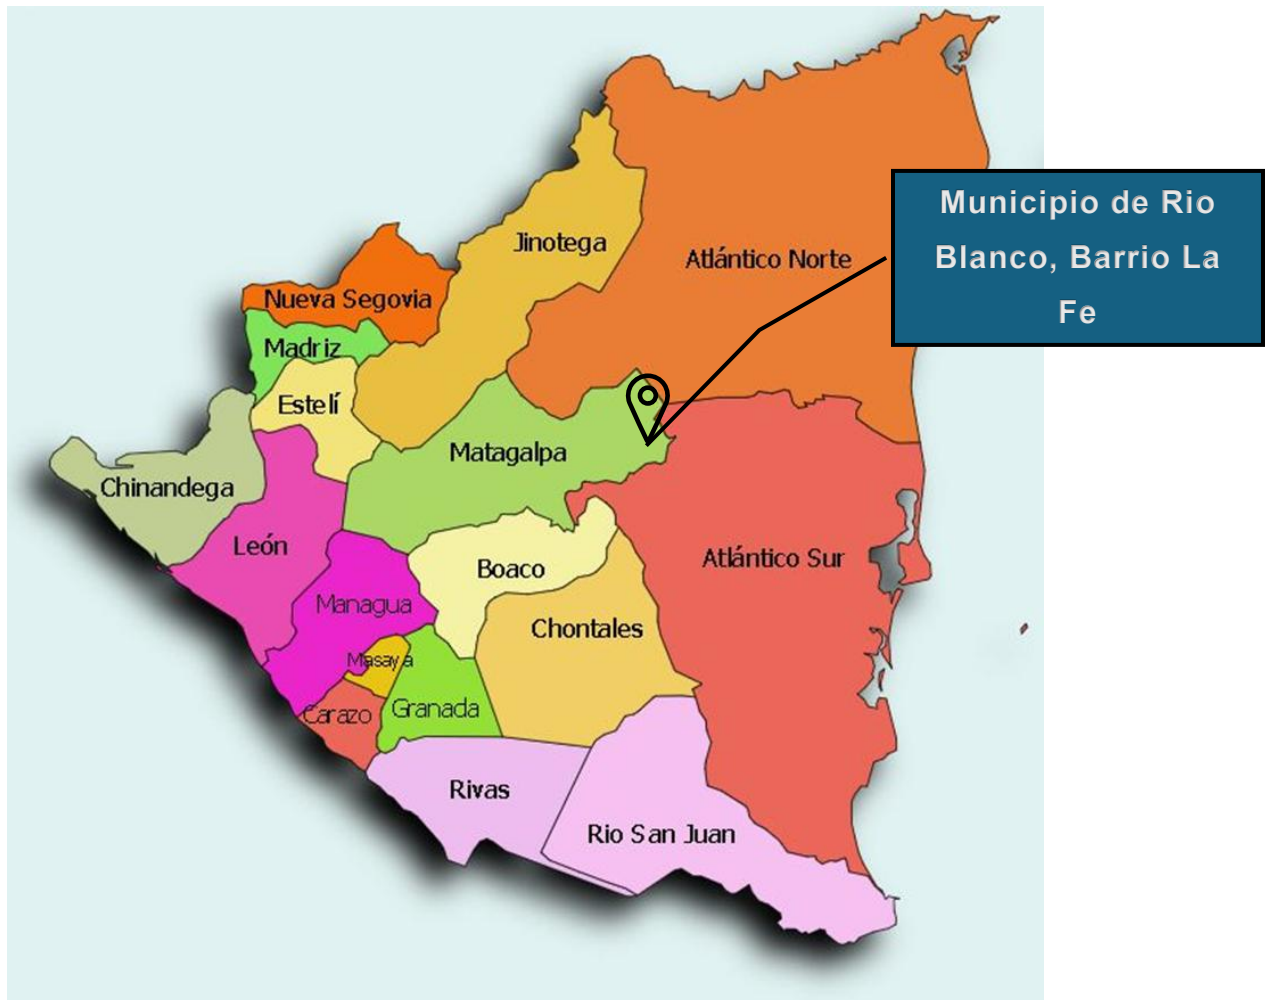 Municipio de Rio
Blanco, Barrio La
Fe
Jinotega
Atlántico Norte
Nueva Segovia
Madriz
Estelí
Matagalpa
Chinandega
León
Boaco
Atlántico Sur
Managua
Chontales
Masaya
Carazo
Granada
Rivas
Rio San Juan